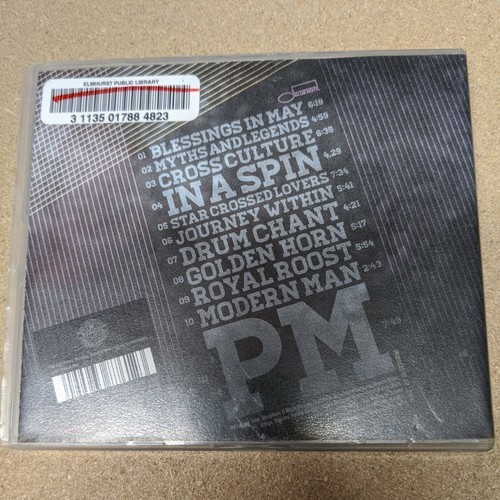 ELMHURST PUBLIC LIBRARY
3 1135 01788 4823
01 BLESSINGS IN MAY 6:19
02 MYTHS AND LEGENDS 4:59
03 CROSS CULTURE 6:35
04 IN A SPIN 4:29
05 STAR CROSSED LOVERS 7:34
06 JOURNEY WITHIN 5:41
07 DRUM CHANT 4:21
08 GOLDEN HORN 5:17
09 ROYAL ROOST 5:54
10 MODERN MAN 2:43
PM 7:49